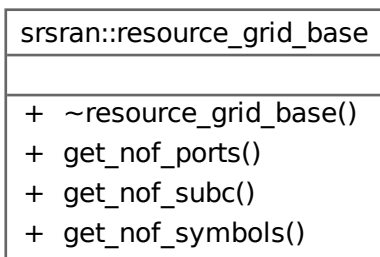 srsran::resource_grid_base
+ ~resource_grid_base()
+ get_nof_ports()
+ get_nof_subc()
+ get_nof_symbols()